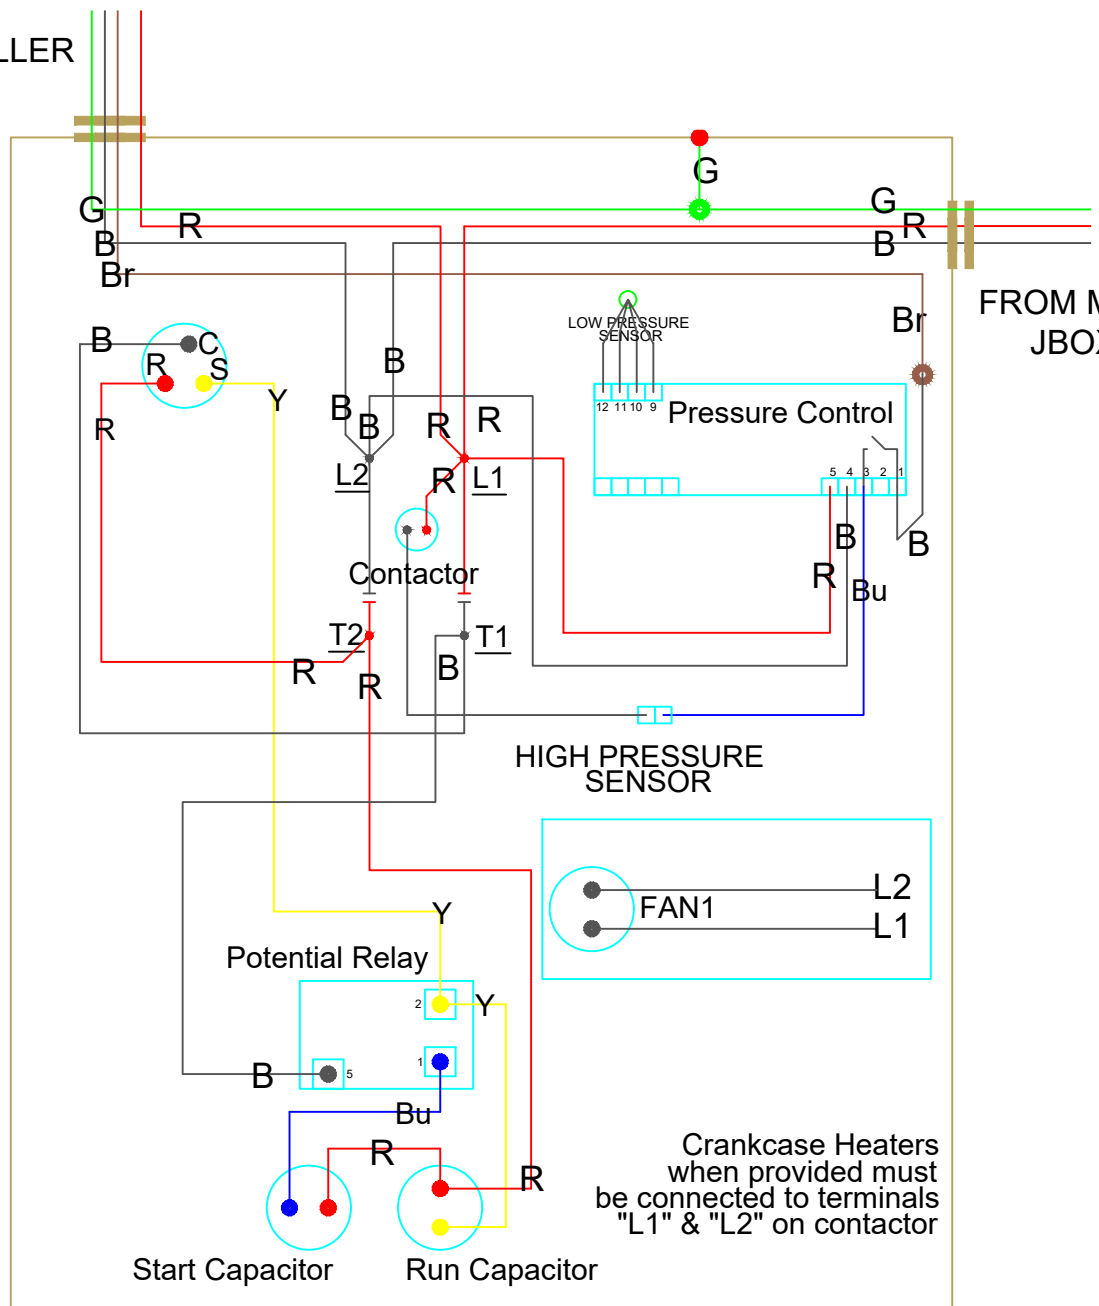 LLER
G
G
G
R
R
B
B
Br
FROM M
JBOX
Br
LOW PRESSURE
SENSOR
B
C
R
S
B
Y
R
B
B
R
R
12 11 10 9
Pressure Control
L2
R
L1
5 4 3 2 1
B
B
Contactor
R
Bu
T2
T1
R
R
B
HIGH PRESSURE
SENSOR
L2
FAN1
L1
Y
Potential Relay
2
Y
1
B
5
Bu
R
R
Crankcase Heaters
when provided must
be connected to terminals
"L1" & "L2" on contactor
Start Capacitor
Run Capacitor